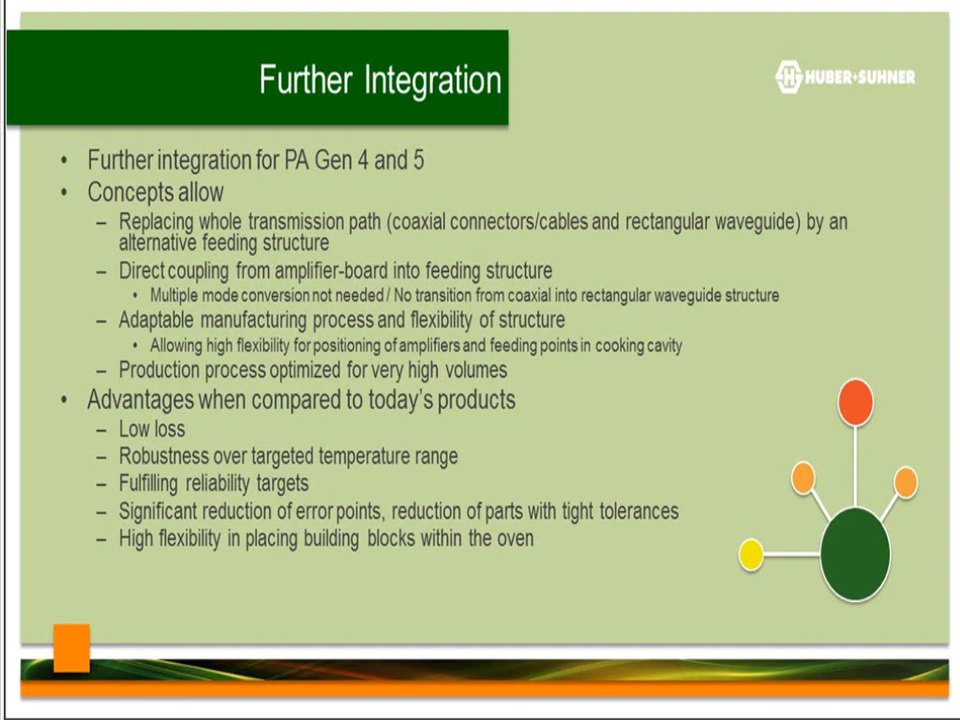 Further Integration
HUBER+SUHNER
• Further integration for PA Gen 4 and 5
• Concepts allow
– Replacing whole transmission path (coaxial connectors/cables and rectangular waveguide) by an
alternative feeding structure
– Direct coupling from amplifier-board into feeding structure
• Multiple mode conversion not needed / No transition from coaxial into rectangular waveguide structure
– Adaptable manufacturing process and flexibility of structure
• Allowing high flexibility for positioning of amplifiers and feeding points in cooking cavity
– Production process optimized for very high volumes
• Advantages when compared to today's products
– Low loss
– Robustness over targeted temperature range
– Fulfilling reliability targets
– Significant reduction of error points, reduction of parts with tight tolerances
– High flexibility in placing building blocks within the oven